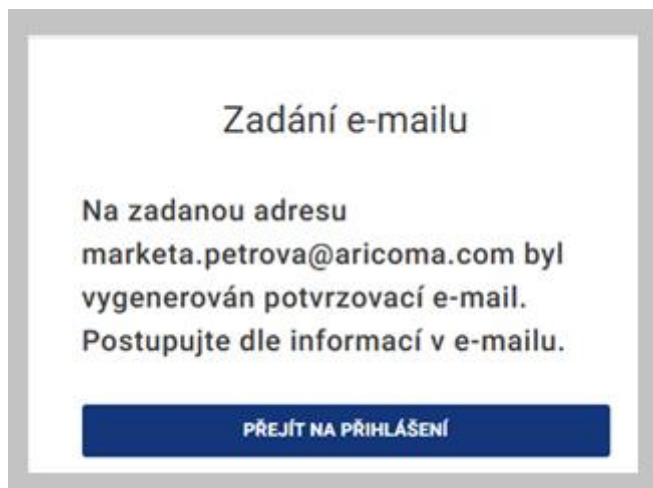 Zadání e-mailu
Na zadanou adresu
marketa.petrova@aricoma.com byl
vygenerován potvrzovací e-mail.
Postupujte dle informací v e-mailu.
PŘEJÍT NA PŘIHLÁŠENÍ